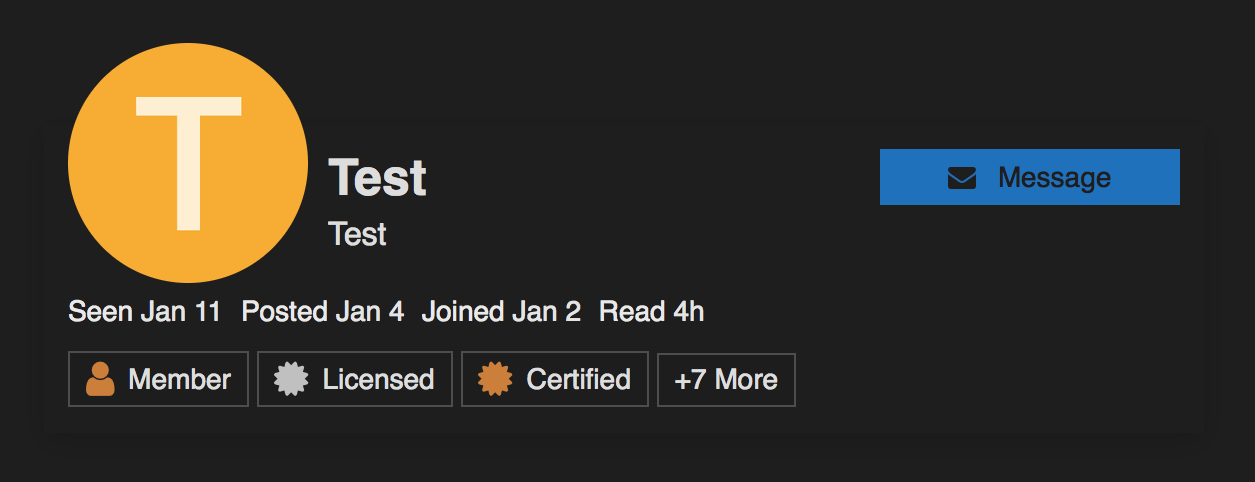 T
Test
Message
Test
Seen Jan 11 Posted Jan 4 Joined Jan 2 Read 4h
Member Licensed Certified +7 More